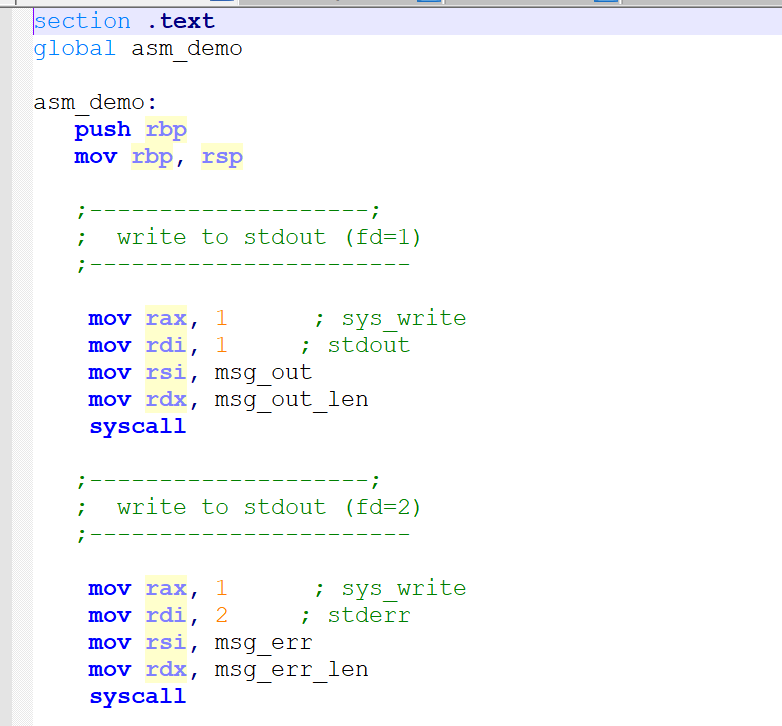 section .text
global asm_demo
asm_demo:
push rbp
mov rbp, rsp
;--------------------;
;  write to stdout (fd=1)
;-----------------------
mov rax, 1      ; sys_write
mov rdi, 1     ; stdout
mov rsi, msg_out
mov rdx, msg_out_len
syscall
;--------------------;
;  write to stdout (fd=2)
;-----------------------
mov rax, 1      ; sys_write
mov rdi, 2     ; stderr
mov rsi, msg_err
mov rdx, msg_err_len
syscall